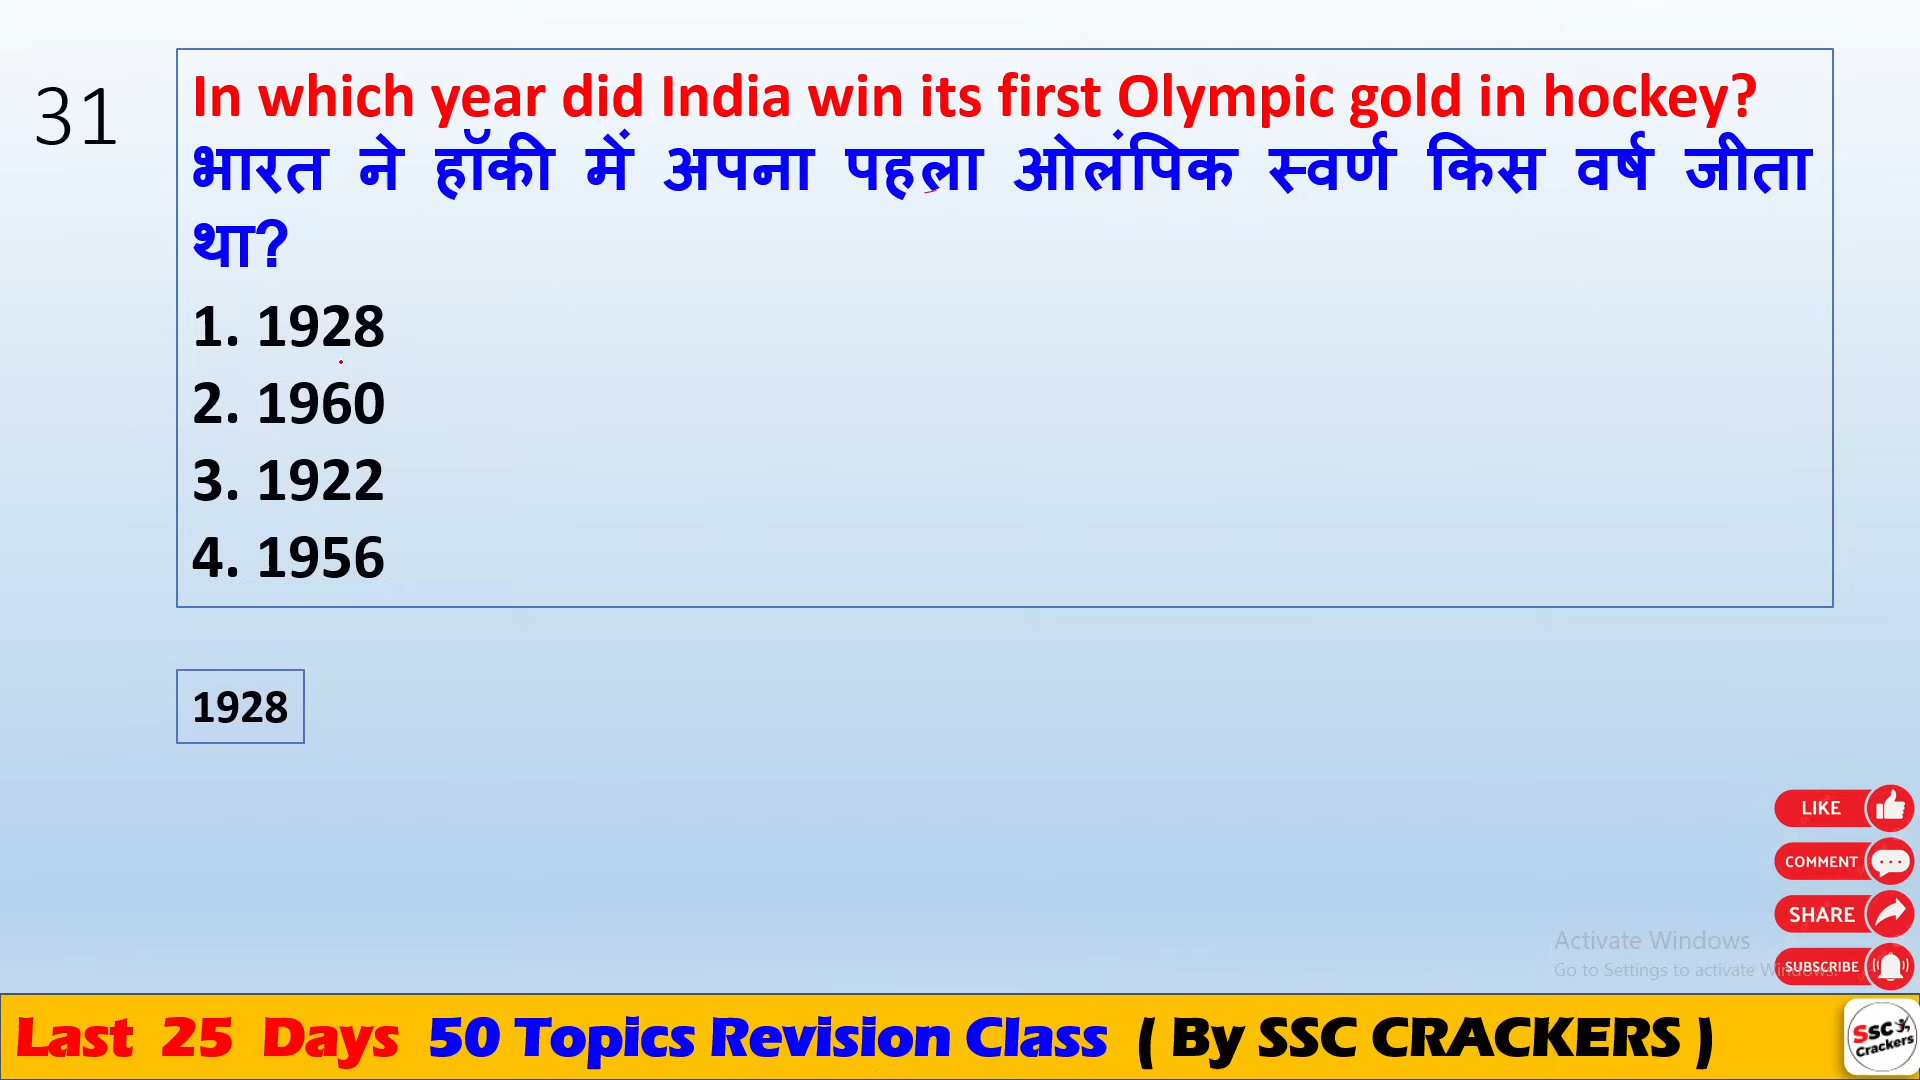 31
In which year did India win its first Olympic gold in hockey?
भारत ने हॉकी में अपना पहला ओलंपिक स्वर्ण किस वर्ष जीता
था?
1. 1928
2. 1960
3. 1922
4. 1956
1928
LIKE
COMMENT
SHARE
Activate Windows
Go to Settings to activate Windows.
SUBSCRIBE
Last 25 Days 50 Topics Revision Class ( By SSC CRACKERS )
SSC
Crackers